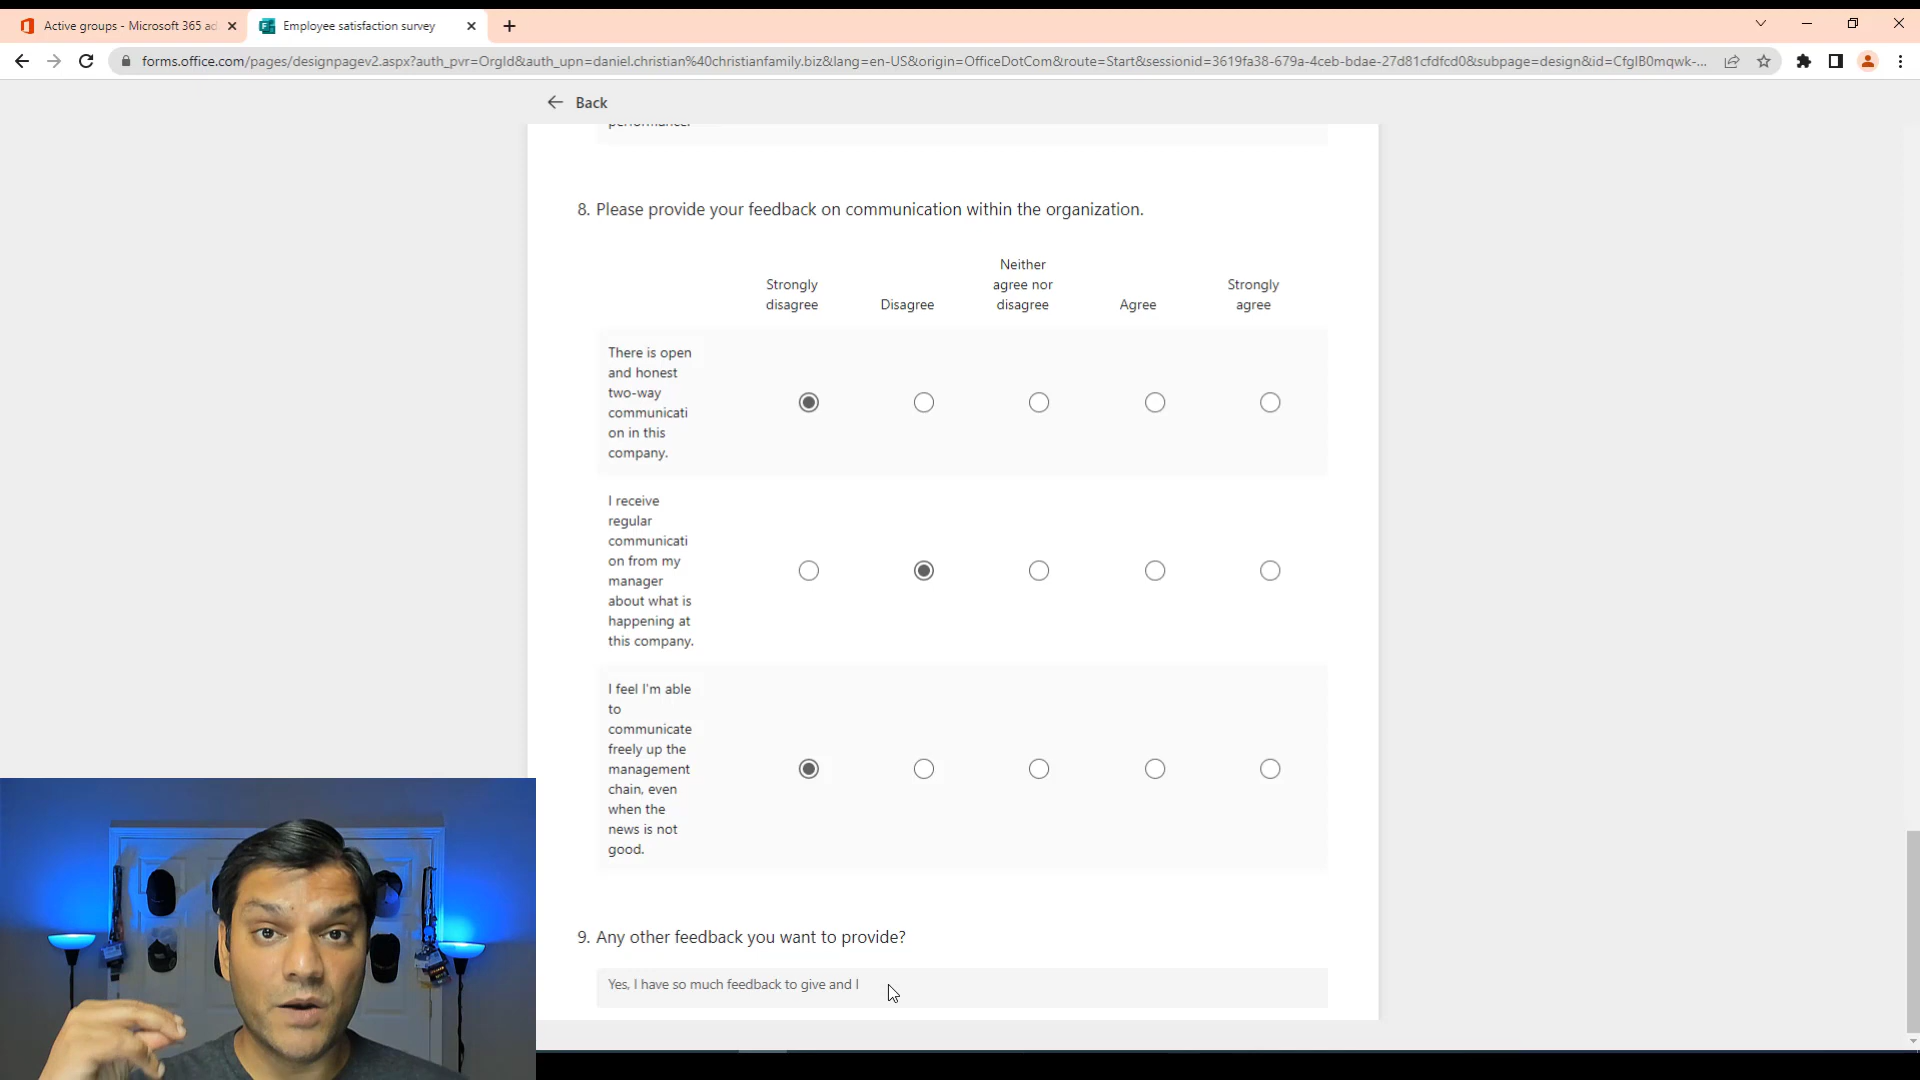 Active groups - Microsoft 365 ad
Employee satisfaction survey
forms.office.com/pages/designpagev2.aspx?auth_pvr=OrgId&auth_upn=daniel.christian%40christianfamily.biz&lang=en-US&origin=OfficeDotCom&route=Start&sessionid=3619fa38-679a-4ceb-bdae-27d81cfdfcd0&subpage=design&id=CfgIB0mqwk-...
Back
performance.
8. Please provide your feedback on communication within the organization.
Strongly
disagree
Disagree
Neither
agree nor
disagree
Agree
Strongly
agree
There is open
and honest
two-way
communicati
on in this
company.
I receive
regular
communicati
on from my
manager
about what is
happening at
this company.
I feel I'm able
to
communicate
freely up the
management
chain, even
when the
news is not
good.
9. Any other feedback you want to provide?
Yes, I have so much feedback to give and I